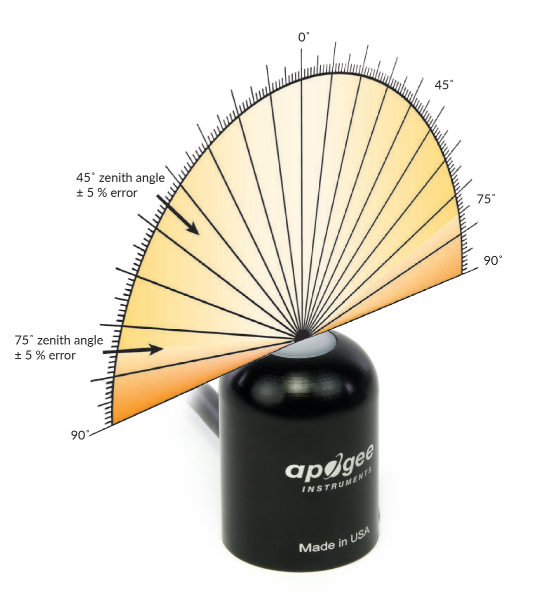 0˚
45˚
45˚ zenith angle
± 5 % error
75˚
90˚
75˚ zenith angle
± 5 % error
90˚
apogee
INSTRUMENTS
Made in USA